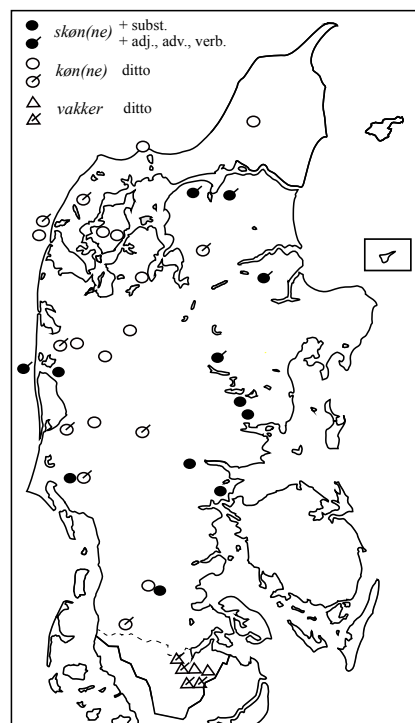 skøn(ne) + subst.
+ adj., adv., verb.
køn(ne) ditto
vakker ditto